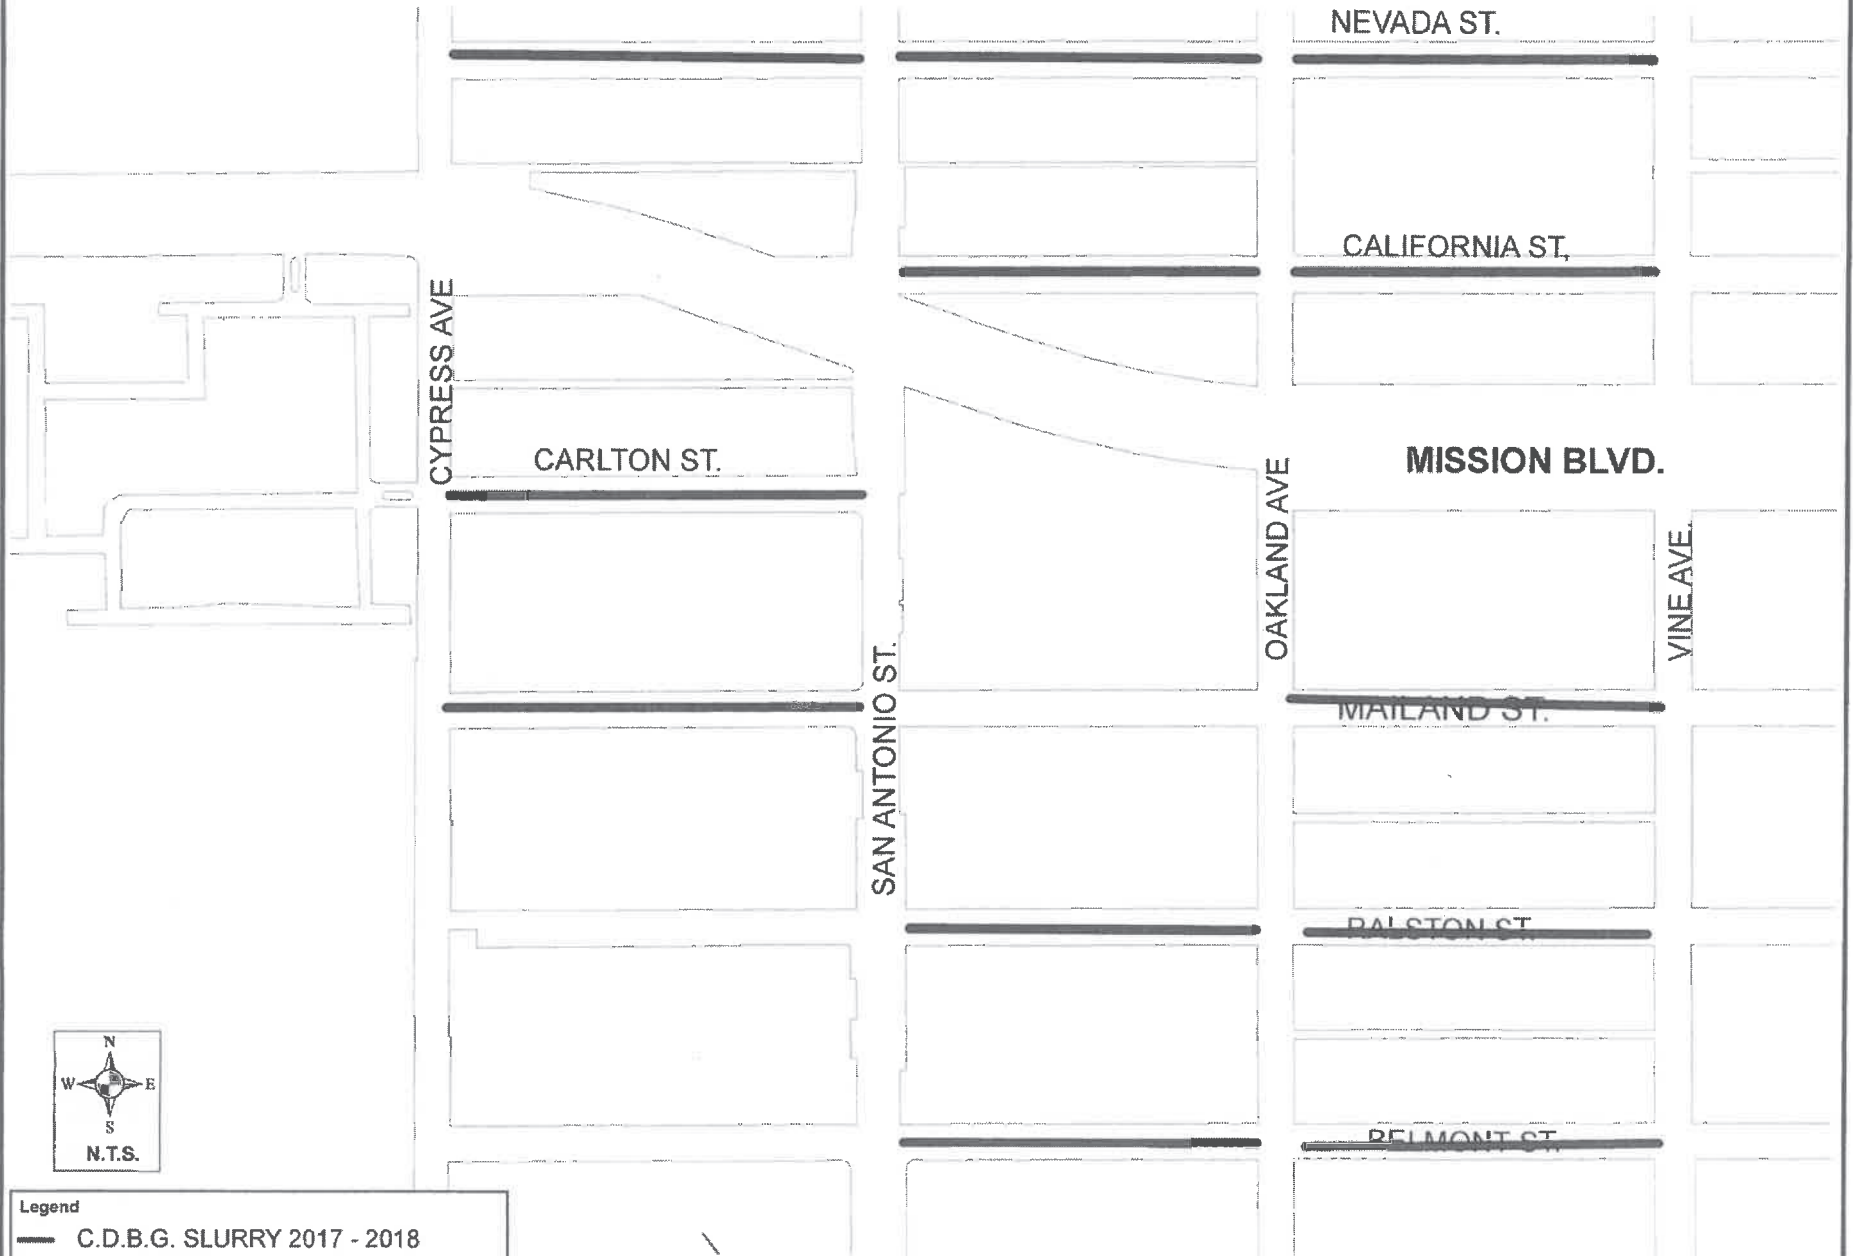 NEVADA ST.
CALIFORNIA ST,
CYPRESS AVE
CARLTON ST.
MISSION BLVD.
OAKLAND AVE
VINE AVE.
SAN ANTONIO ST.
MAILAND ST.
RALSTON ST.
BELMONT ST.
N
W E
S
N.T.S.
Legend
C.D.B.G. SLURRY 2017 - 2018